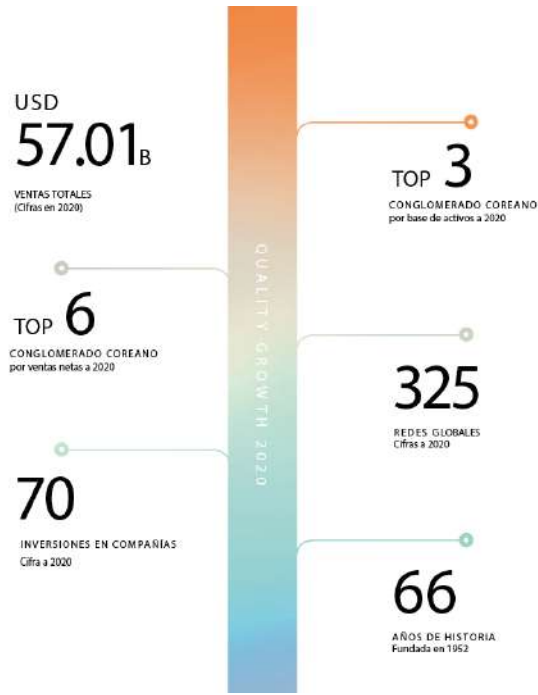 USD
57.01B
VENTAS TOTALES
(Cifras en 2020)
TOP 3
CONGLOMERADO COREANO
por base de activos a 2020
TOP 6
CONGLOMERADO COREANO
por ventas netas a 2020
QUALITY GROWTH 2020
325
REDES GLOBALES
Cifras a 2020
70
INVERSIONES EN COMPAÑÍAS
Cifra a 2020
66
AÑOS DE HISTORIA
Fundada en 1952